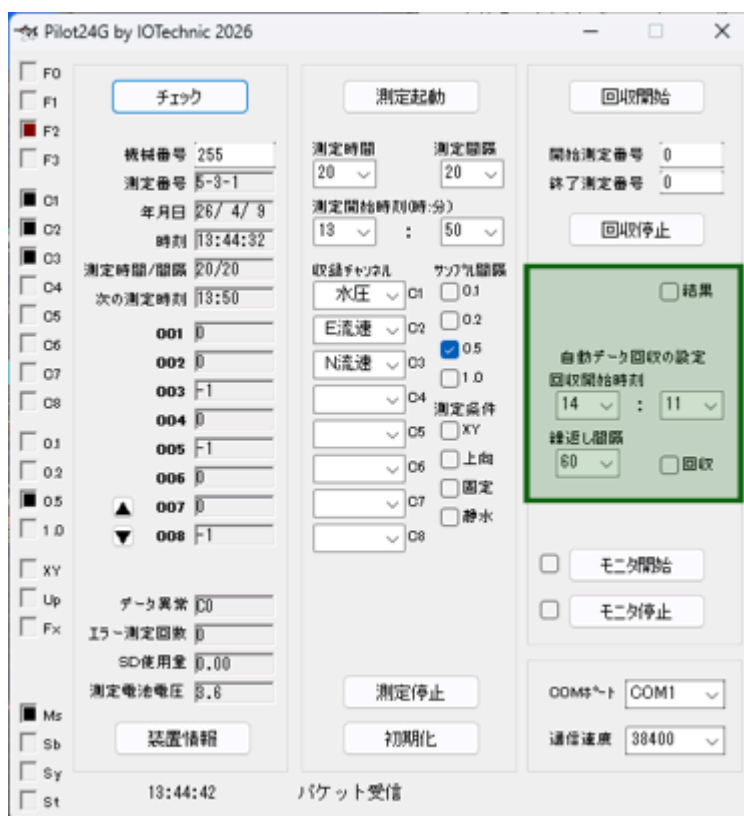 Pilot24G by IOTechnic 2026
F0
F1
F2
F3
C1
C2
C3
C4
C5
C6
C7
C8
0.1
0.2
0.5
1.0
XY
Up
Fx
Ms
Sb
Sy
St
チェック
機械番号 255
測定番号 5-3-1
年月日 26/ 4/ 9
時刻 13:44:32
測定時間/間隔 20/20
次の測定時刻 13:50
001 0
002 0
003 -1
004 0
005 -1
006 0
▲ 007 0
▼ 008 -1
データ異常 C0
エラー測定回数 0
SD使用量 0.00
測定電池電圧 3.6
装置情報
測定起動
測定時間 測定間隔
20 20
測定開始時刻(時:分)
13 : 50
収録チャンネル サンプル間隔
水圧 C1 0.1
E流速 C2 0.2
N流速 C3 0.5
C4 1.0
測定条件
C5 XY
C6 上向
C7 固定
C8 静水
測定停止
初期化
回収開始
開始測定番号 0
終了測定番号 0
回収停止
結果
自動データ回収の設定
回収開始時刻
14 : 11
繰返し間隔
60 回収
モニタ開始
モニタ停止
COMポート COM1
通信速度 38400
13:44:42 パケット受信